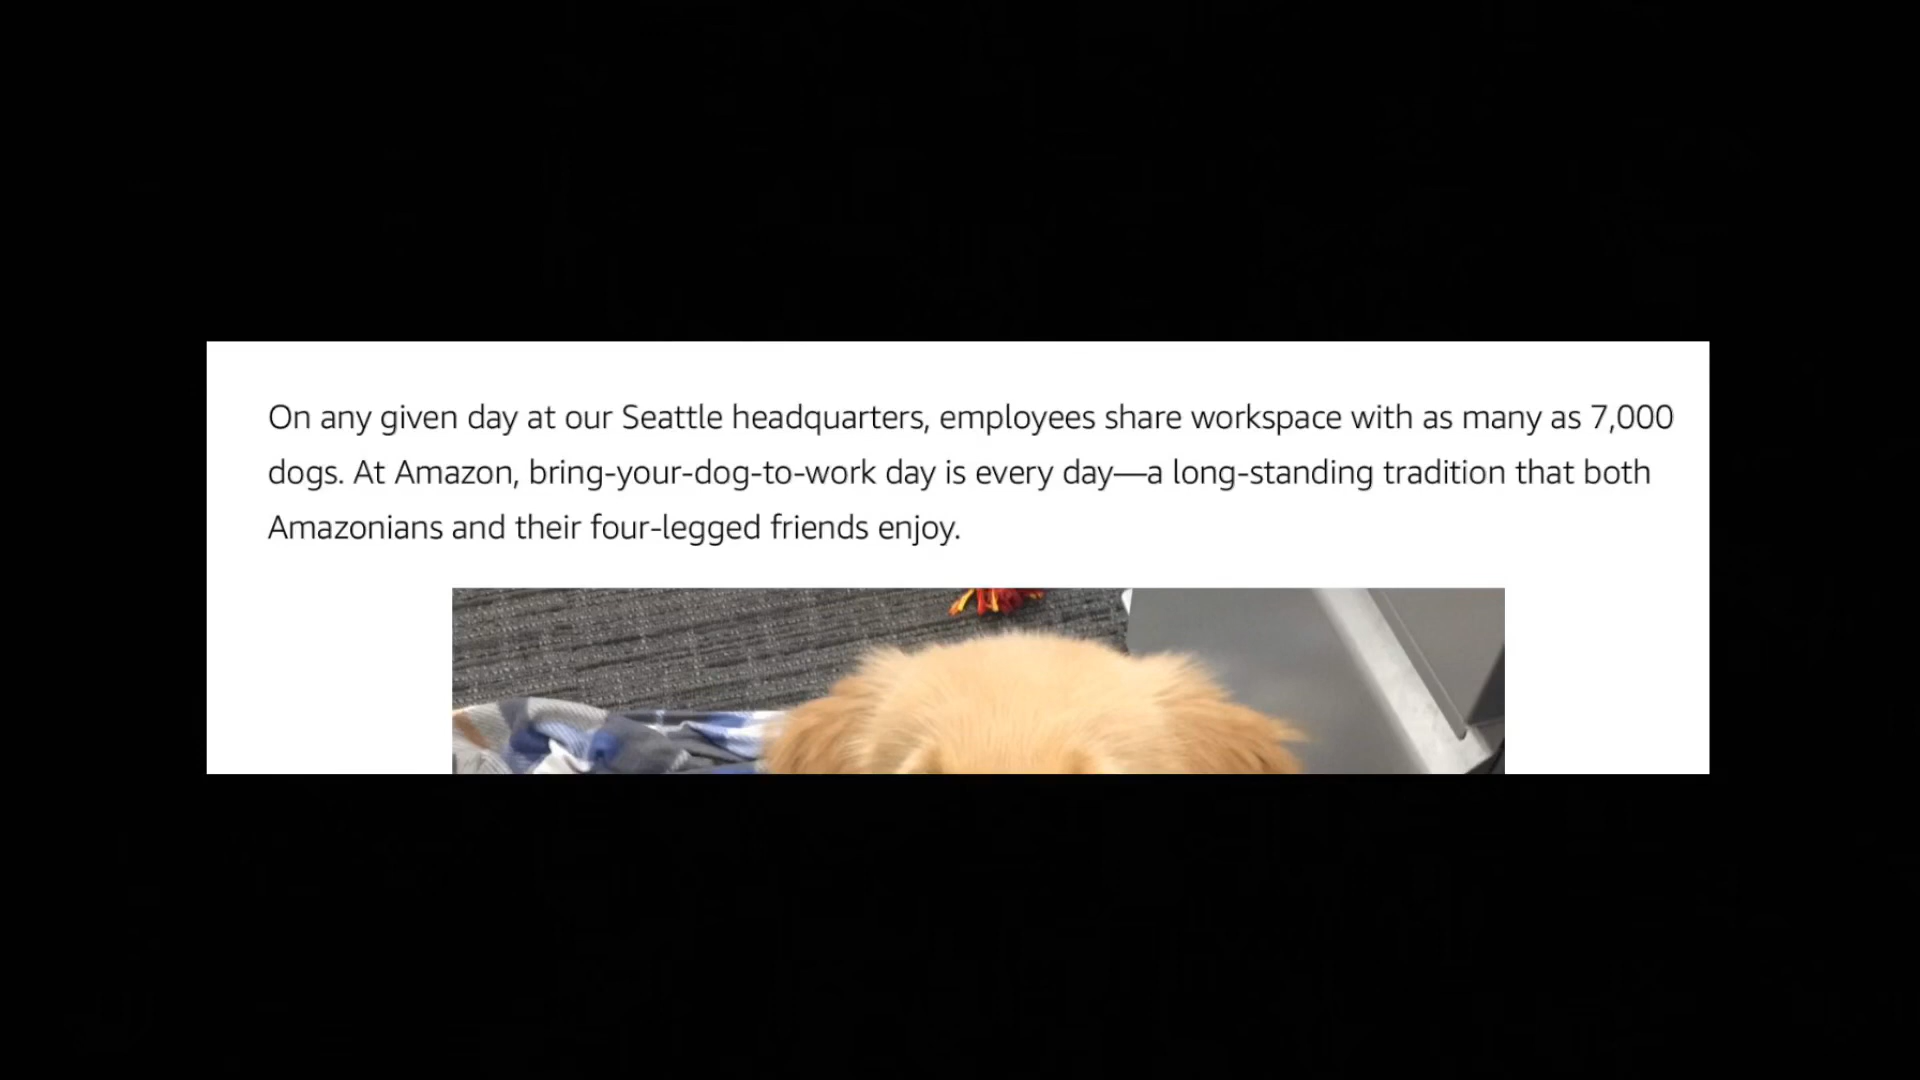 On any given day at our Seattle headquarters, employees share workspace with as many as 7,000
dogs. At Amazon, bring-your-dog-to-work day is every day—a long-standing tradition that both
Amazonians and their four-legged friends enjoy.